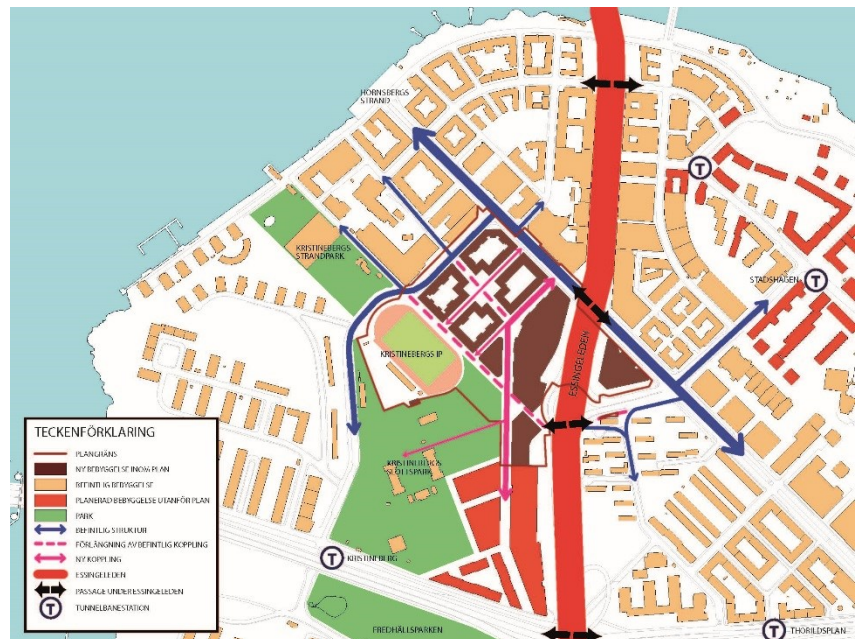 HORNSBERGS
STRAND
T
KRISTINEBERGS
STRANDPARK
STADSHAGEN
T
ESSINGELEDEN
KRISTINEBERGS IP
KRISTINEBERGS
SLOTTSPARK
TECKENFÖRKLARING
PLANGRÄNS
NY BEBYGGELSE INOM PLAN
BEFINTLIG BEBYGGELSE
PLANERAD BEBYGGELSE UTANFÖR PLAN
PARK
BEFINTLIG STRUKTUR
FÖRLÄNGNING AV BEFINTLIG KOPPLING
NY KOPPLING
ESSINGELEDEN
PASSAGE UNDER ESSINGELEDEN
T TUNNELBANESTATION
T KRISTINEBERG
FREDHÄLLSPARKEN
T THORILDSPLAN